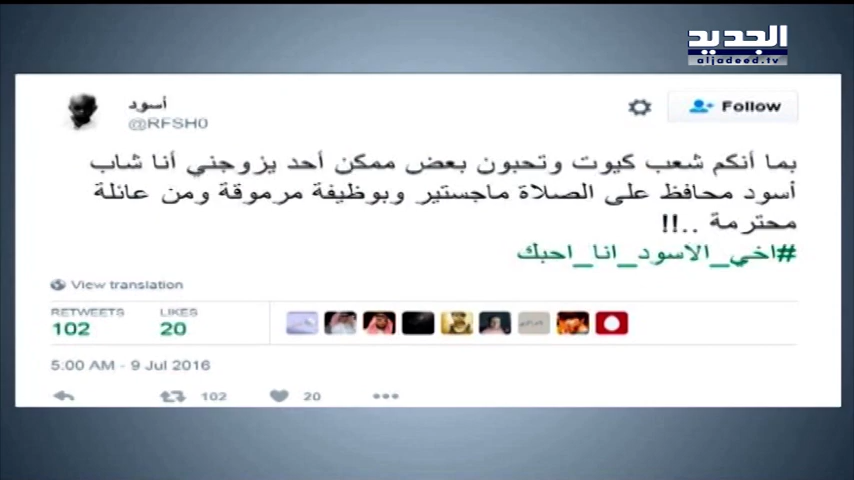 الجديد
aljadeed.tv
أسود
@RFSH0
Follow
بما أنكم شعب كيوت وتحبون بعض ممكن أحد يزوجني أنا شاب
أسود محافظ على الصلاة ماجستير وبوظيفة مرموقة ومن عائلة
محترمة ..!!
#اخي_الاسود_انا_احبك
View translation
RETWEETS LIKES
102 20
5:00 AM - 9 Jul 2016
102 20